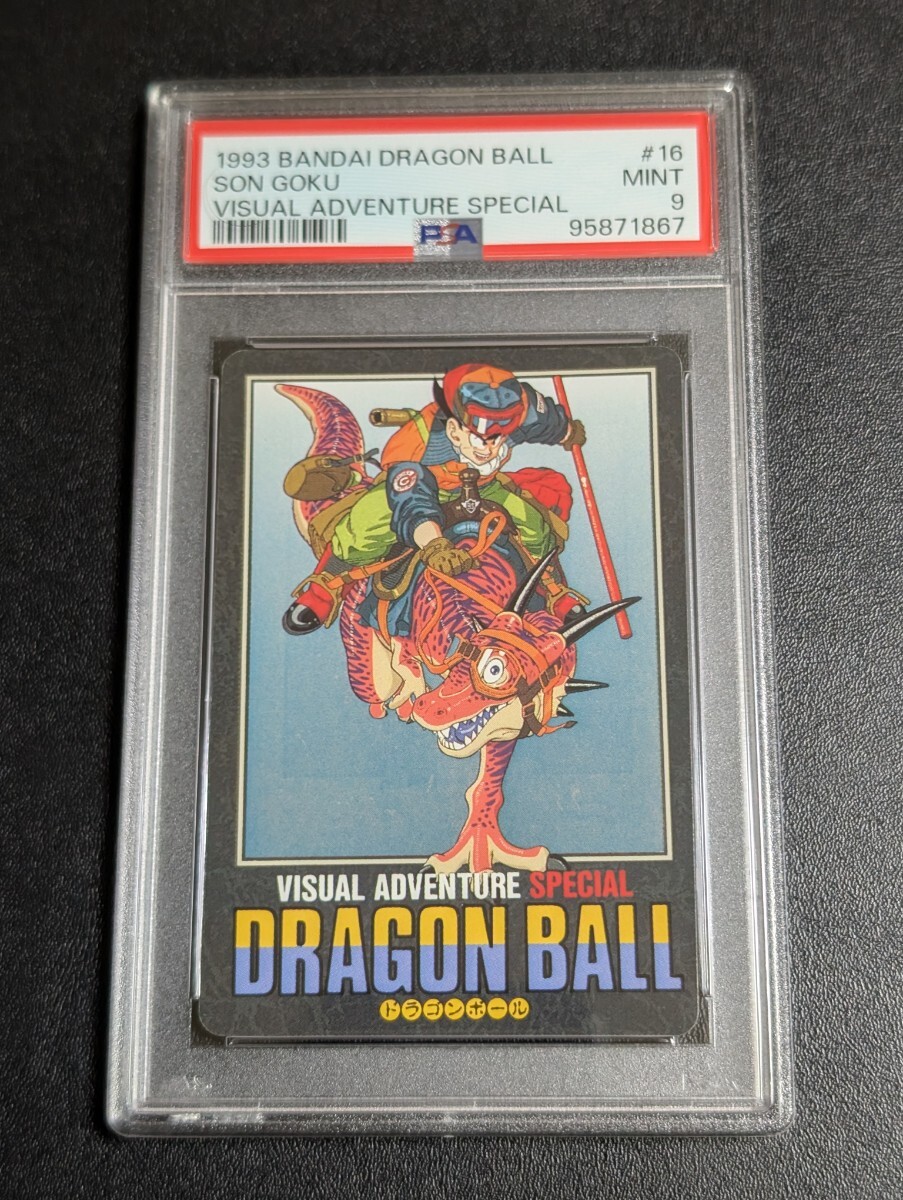 1993 BANDAI DRAGON BALL #16
SON GOKU MINT
VISUAL ADVENTURE SPECIAL 9
PSA 95871867
VISUAL ADVENTURE SPECIAL
DRAGON BALL
ドラゴンボール